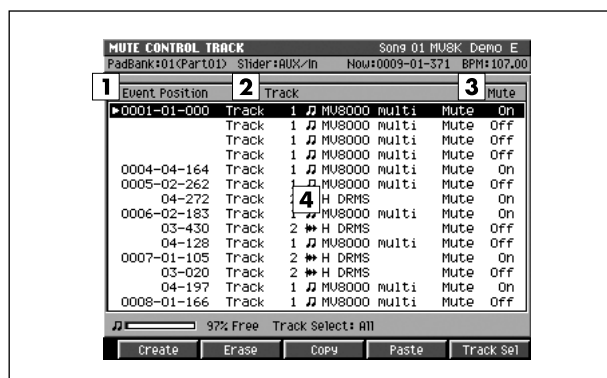 MUTE CONTROL TRACK Song 01 MV8K Demo E
PadBank:01(Part01) Slider:AUX/In Now:0009-01-371 BPM:107.00
1 Event Position 2 Track 3 Mute
0001-01-000 Track 1 MV8000 multi Mute On
Track 1 MV8000 multi Mute Off
Track 1 MV8000 multi Mute On
Track 1 MV8000 multi Mute Off
0004-04-164 Track 1 MV8000 multi Mute On
0005-02-262 Track 1 MV8000 multi Mute Off
04-272 Track 4 H DRMS Mute On
0006-02-183 Track 1 MV8000 multi Mute On
03-430 Track 2 H DRMS Mute Off
04-128 Track 1 MV8000 multi Mute Off
0007-01-105 Track 2 H DRMS Mute On
03-020 Track 2 H DRMS Mute Off
04-197 Track 1 MV8000 multi Mute On
0008-01-166 Track 1 MV8000 multi Mute Off
97% Free Track Select: All
Create Erase Copy Paste Track Sel